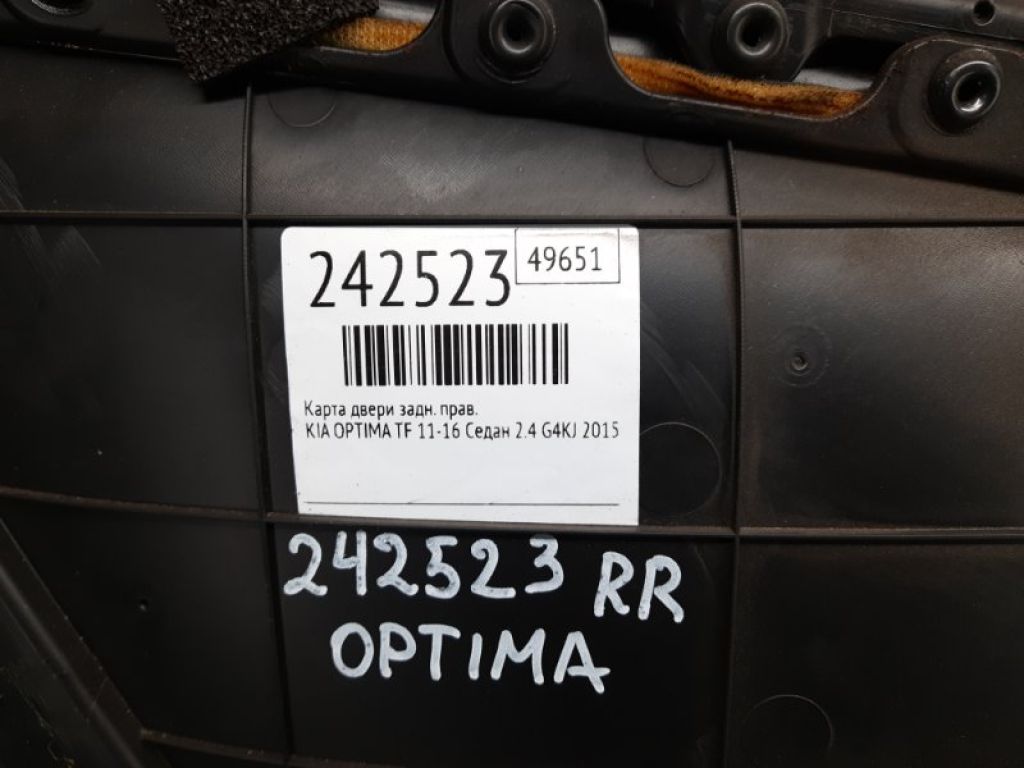 242523 49651
Карта двери задн. прав.
KIA OPTIMA TF 11-16 Седан 2.4 G4KJ 2015
242523 RR
OPTIMA